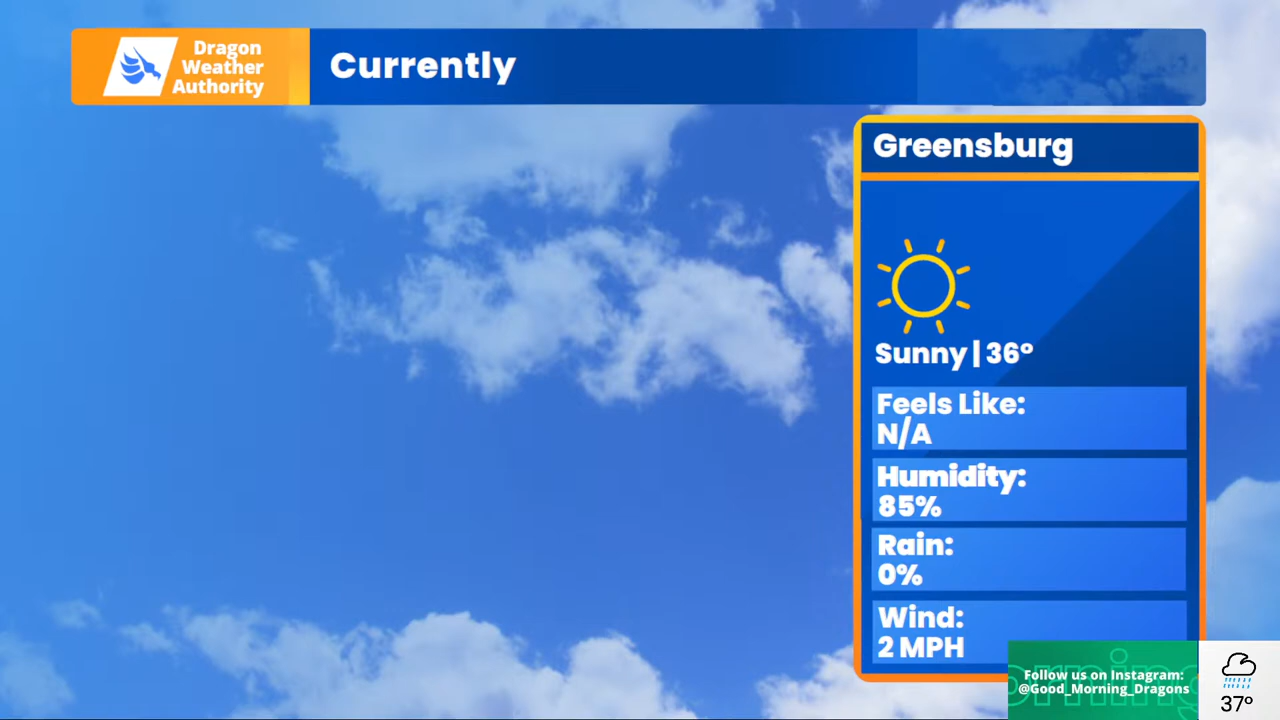 Dragon
Weather
Authority
Currently
Greensburg
Sunny | 36°
Feels Like:
N/A
Humidity:
85%
Rain:
0%
Wind:
2 MPH
Follow us on Instagram:
@Good_Morning_Dragons
37°